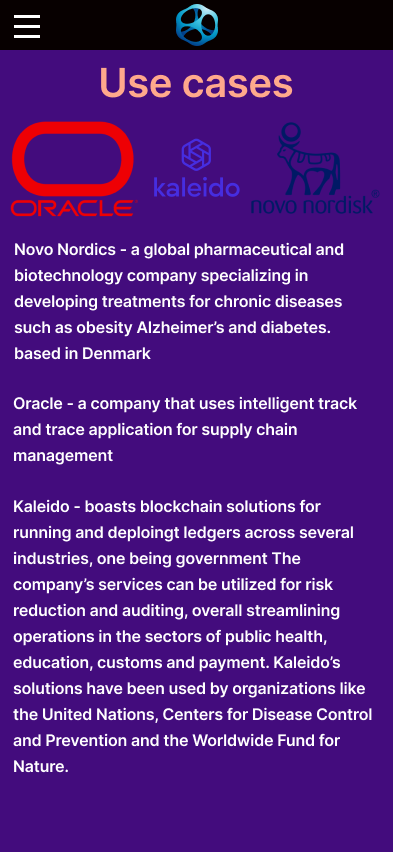 Use cases
ORACLE
kaleido
novo nordisk
Novo Nordics - a global pharmaceutical and
biotechnology company specializing in
developing treatments for chronic diseases
such as obesity Alzheimer’s and diabetes.
based in Denmark
Oracle - a company that uses intelligent track
and trace application for supply chain
management
Kaleido - boasts blockchain solutions for
running and deploingt ledgers across several
industries, one being government The
company’s services can be utilized for risk
reduction and auditing, overall streamlining
operations in the sectors of public health,
education, customs and payment. Kaleido’s
solutions have been used by organizations like
the United Nations, Centers for Disease Control
and Prevention and the Worldwide Fund for
Nature.